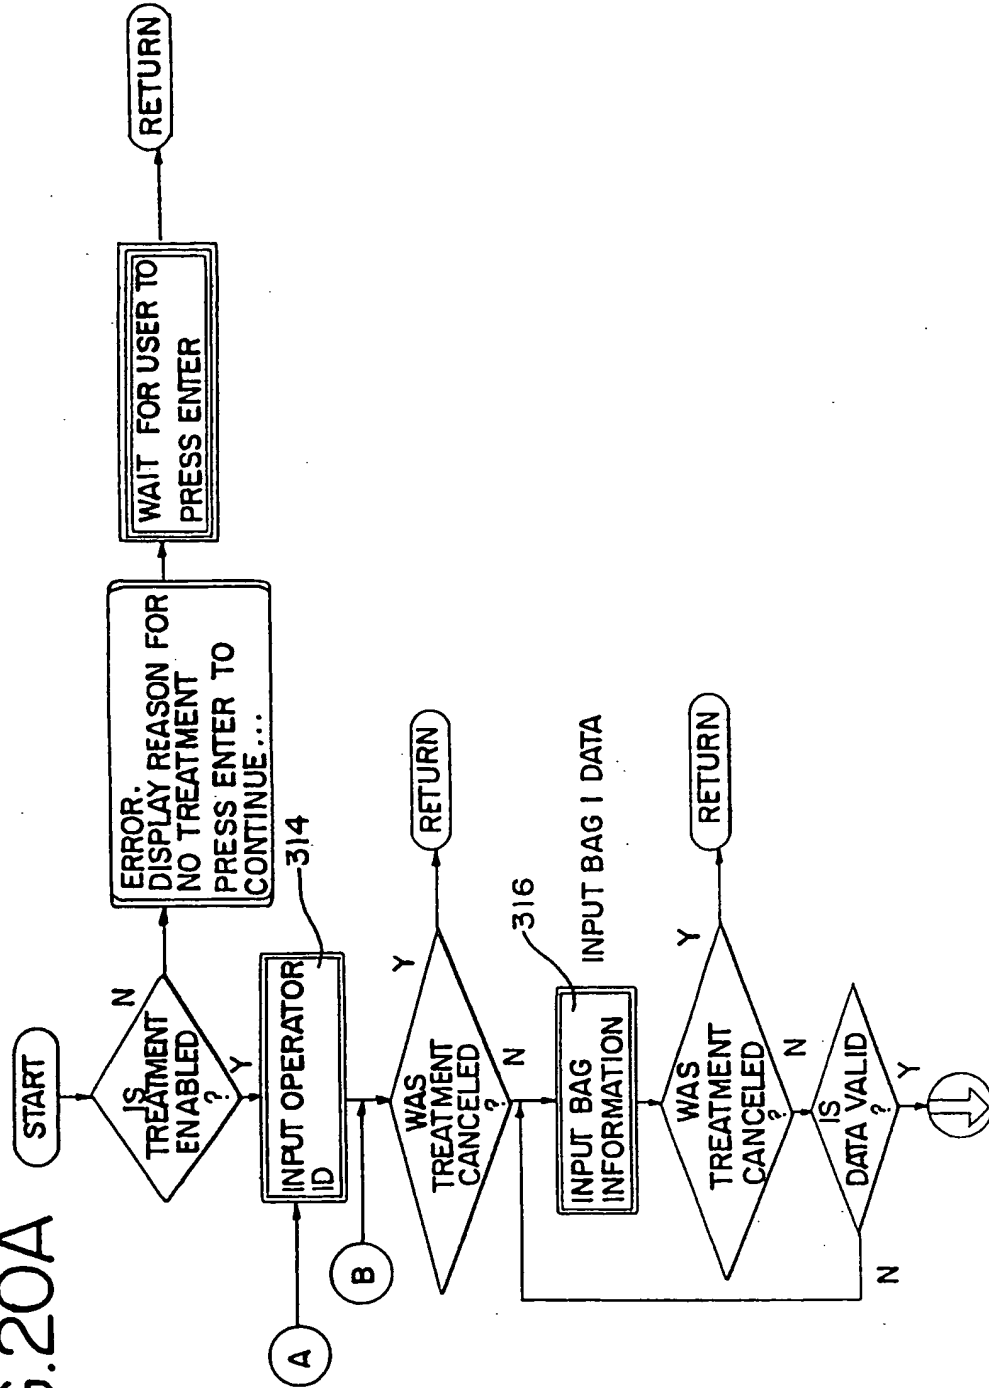 G.20A
START
IS
TREATMENT
ENABLED
?
N
Y
ERROR.
DISPLAY REASON FOR
NO TREATMENT
PRESS ENTER TO
CONTINUE...
WAIT FOR USER TO
PRESS ENTER
RETURN
A
INPUT OPERATOR
ID
314
B
WAS
TREATMENT
CANCELED
?
Y
N
RETURN
INPUT BAG
INFORMATION
316
INPUT BAG 1 DATA
WAS
TREATMENT
CANCELED
?
Y
N
RETURN
IS
DATA VALID
?
N
Y